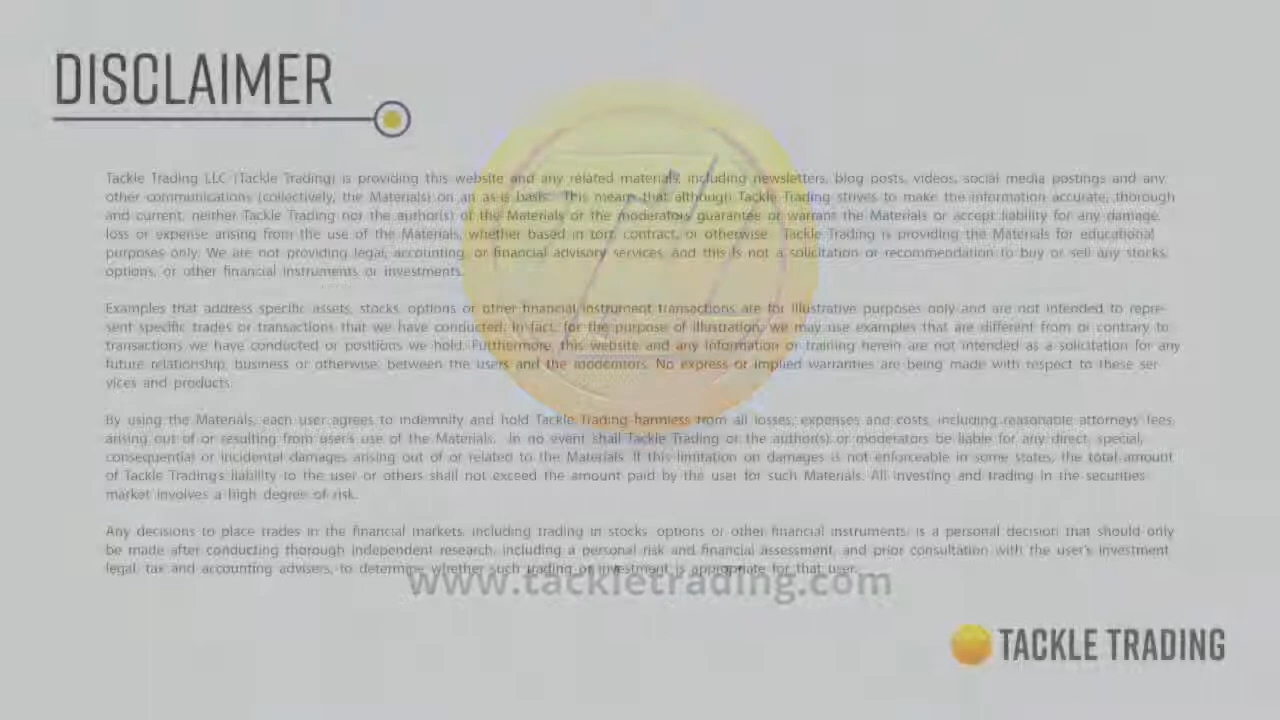 DISCLAIMER
Tackle Trading LLC (Tackle Trading) is providing this website and any related materials, including newsletters, blog posts, videos, social media postings and any
other communications (collectively, the Materials) on an as-is basis. This means that although Tackle Trading strives to make the information accurate, thorough
and current, neither Tackle Trading nor the author(s) of the Materials or the moderators guarantee or warrant the Materials or accept liability for any damage,
loss or expense arising from the use of the Materials, whether based in tort, contract, or otherwise. Tackle Trading is providing the Materials for educational
purposes only. We are not providing legal, accounting, or financial advisory services, and this is not a solicitation or recommendation to buy or sell any stocks,
options, or other financial instruments or investments.
Examples that address specific assets, stocks, options or other financial instrument transactions are for illustrative purposes only and are not intended to repre-
sent specific trades or transactions that we have conducted. In fact, for the purpose of illustration, we may use examples that are different from or contrary to
transactions we have conducted or positions we hold. Furthermore, this website and any information or training herein are not intended as a solicitation for any
future relationship, business or otherwise, between the users and the moderators. No express or implied warranties are being made with respect to these ser-
vices and products.
By using the Materials, each user agrees to indemnify and hold Tackle Trading harmless from all losses, expenses and costs, including reasonable attorneys' fees,
arising out of or resulting from user's use of the Materials. In no event shall Tackle Trading or the author(s) or moderators be liable for any direct, special,
consequential or incidental damages arising out of or related to the Materials. If this limitation on damages is not enforceable in some states, the total amount
of Tackle Trading's liability to the user or others shall not exceed the amount paid by the user for such Materials. All investing and trading in the securities
market involves a high degree of risk.
Any decisions to place trades in the financial markets, including trading in stocks, options or other financial instruments, is a personal decision that should only
be made after conducting thorough independent research, including a personal risk and financial assessment, and prior consultation with the user's investment,
legal, tax and accounting advisers, to determine whether such trading or investment is appropriate for that user.
www.tackletrading.com
TACKLE TRADING